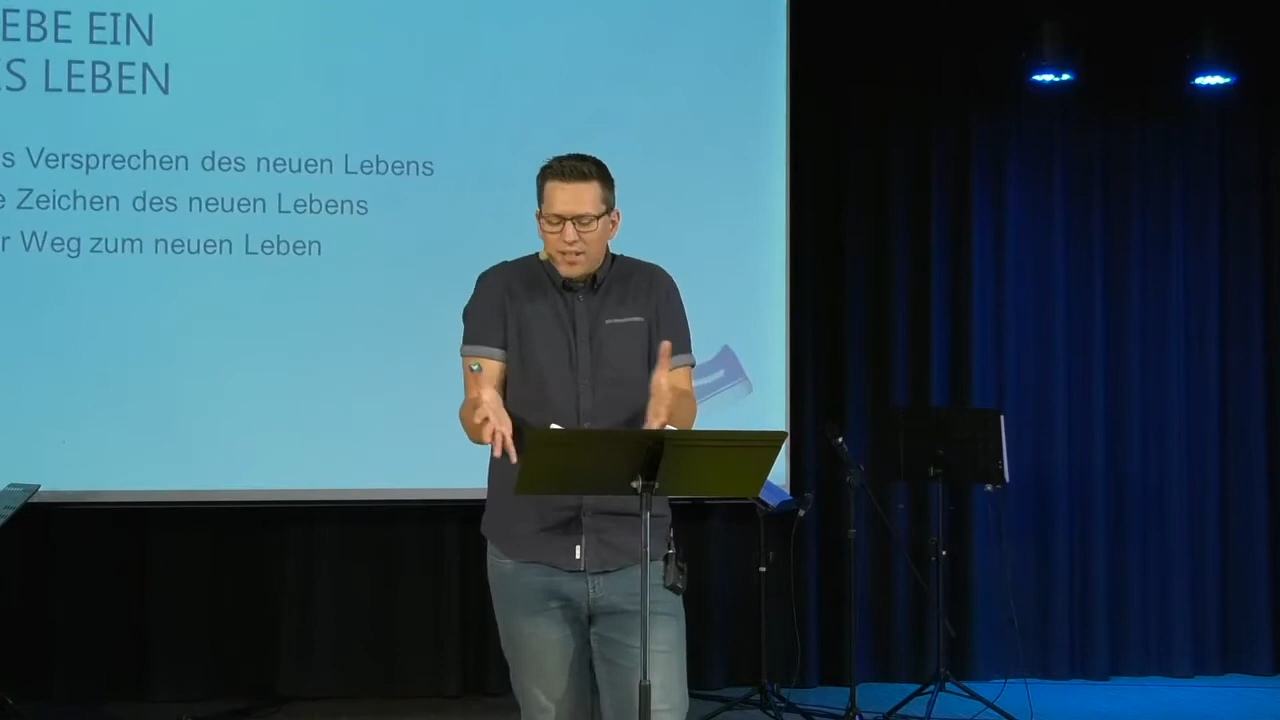 EBE EIN
S LEBEN
s Versprechen des neuen Lebens
e Zeichen des neuen Lebens
r Weg zum neuen Leben